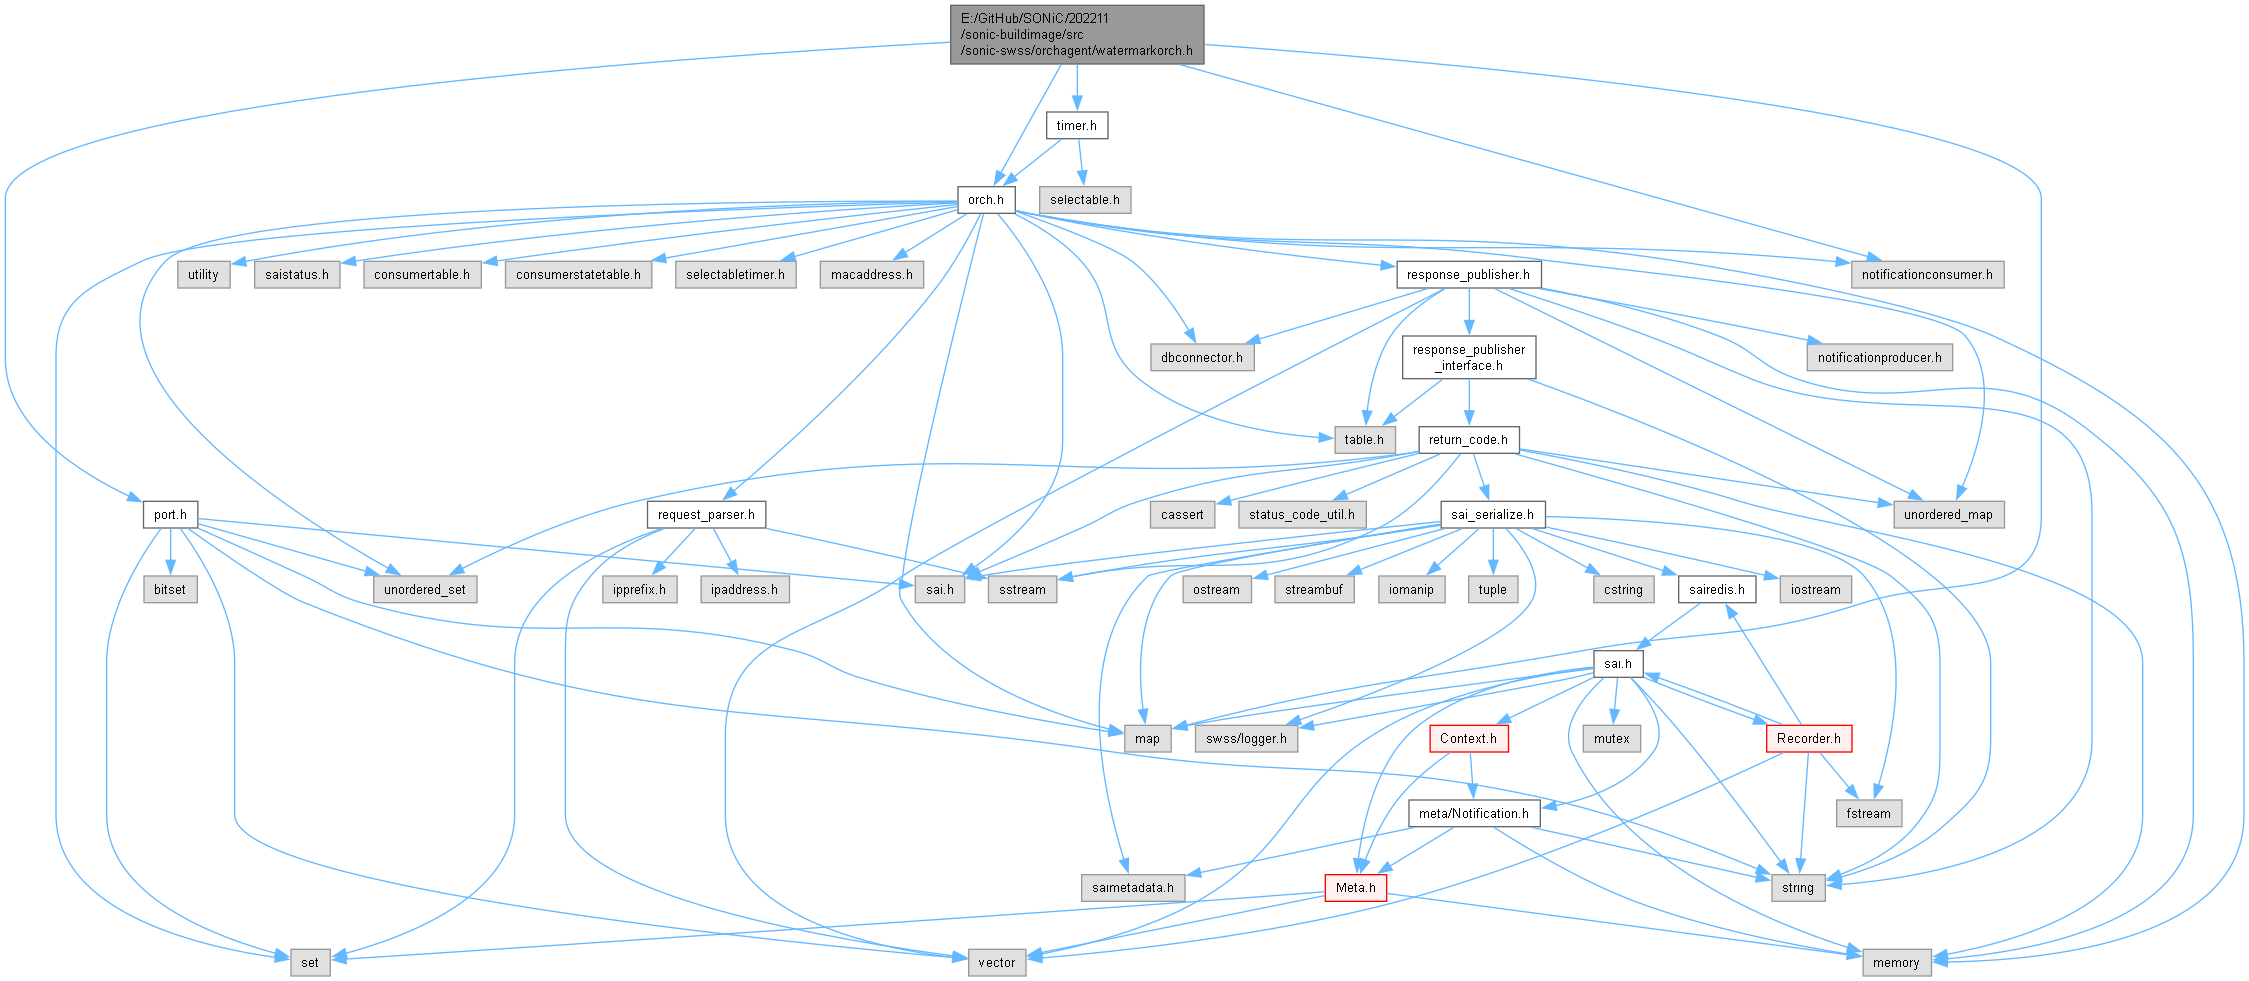 E:/GitHub/SONiC/202211
/sonic-buildimage/src
/sonic-swss/orchagent/watermarkorch.h
timer.h
orch.h
selectable.h
utility
saistatus.h
consumertable.h
consumerstatetable.h
selectabletimer.h
macaddress.h
response_publisher.h
notificationconsumer.h
dbconnector.h
response_publisher
_interface.h
notificationproducer.h
table.h
return_code.h
port.h
request_parser.h
cassert
status_code_util.h
sai_serialize.h
unordered_map
bitset
unordered_set
ipprefix.h
ipaddress.h
sai.h
sstream
ostream
streambuf
iomanip
tuple
cstring
sairedis.h
iostream
sai.h
map
swss/logger.h
Context.h
mutex
Recorder.h
meta/Notification.h
fstream
saimetadata.h
Meta.h
string
set
vector
memory